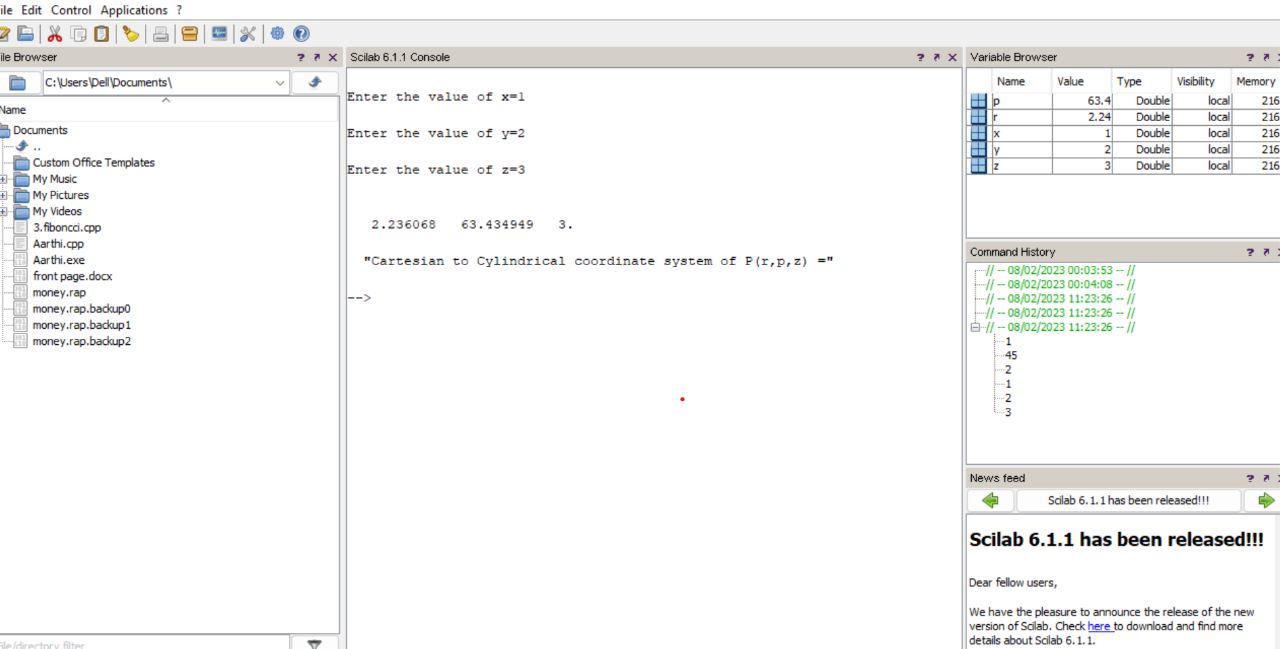 ile Edit Control Applications ?
ile Browser ?
C:\Users\Dell\Documents\
Name
Documents
..
Custom Office Templates
My Music
My Pictures
My Videos
3.fiboncci.cpp
Aarthi.cpp
Aarthi.exe
front page.docx
money.rap
money.rap.backup0
money.rap.backup1
money.rap.backup2
File/directory filter
Scilab 6.1.1 Console ?
Enter the value of x=1
Enter the value of y=2
Enter the value of z=3
2.236068 63.434949 3.
"Cartesian to Cylindrical coordinate system of P(r,p,z) ="
-->
Variable Browser ?
Name Value Type Visibility Memory
p 63.4 Double local 216
r 2.24 Double local 216
x 1 Double local 216
y 2 Double local 216
z 3 Double local 216
Command History ?
// -- 08/02/2023 00:03:53 -- //
// -- 08/02/2023 00:04:08 -- //
// -- 08/02/2023 11:23:26 -- //
// -- 08/02/2023 11:23:26 -- //
// -- 08/02/2023 11:23:26 -- //
1
45
2
1
2
3
News feed ?
Scilab 6.1.1 has been released!!!
Scilab 6.1.1 has been released!!!
Dear fellow users,
We have the pleasure to announce the release of the new
version of Scilab. Check here to download and find more
details about Scilab 6.1.1.